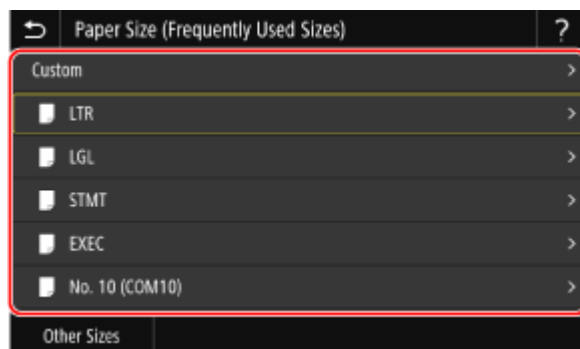 Paper Size (Frequently Used Sizes) ?
Custom >
LTR >
LGL >
STMT >
EXEC >
No. 10 (COM10) >
Other Sizes